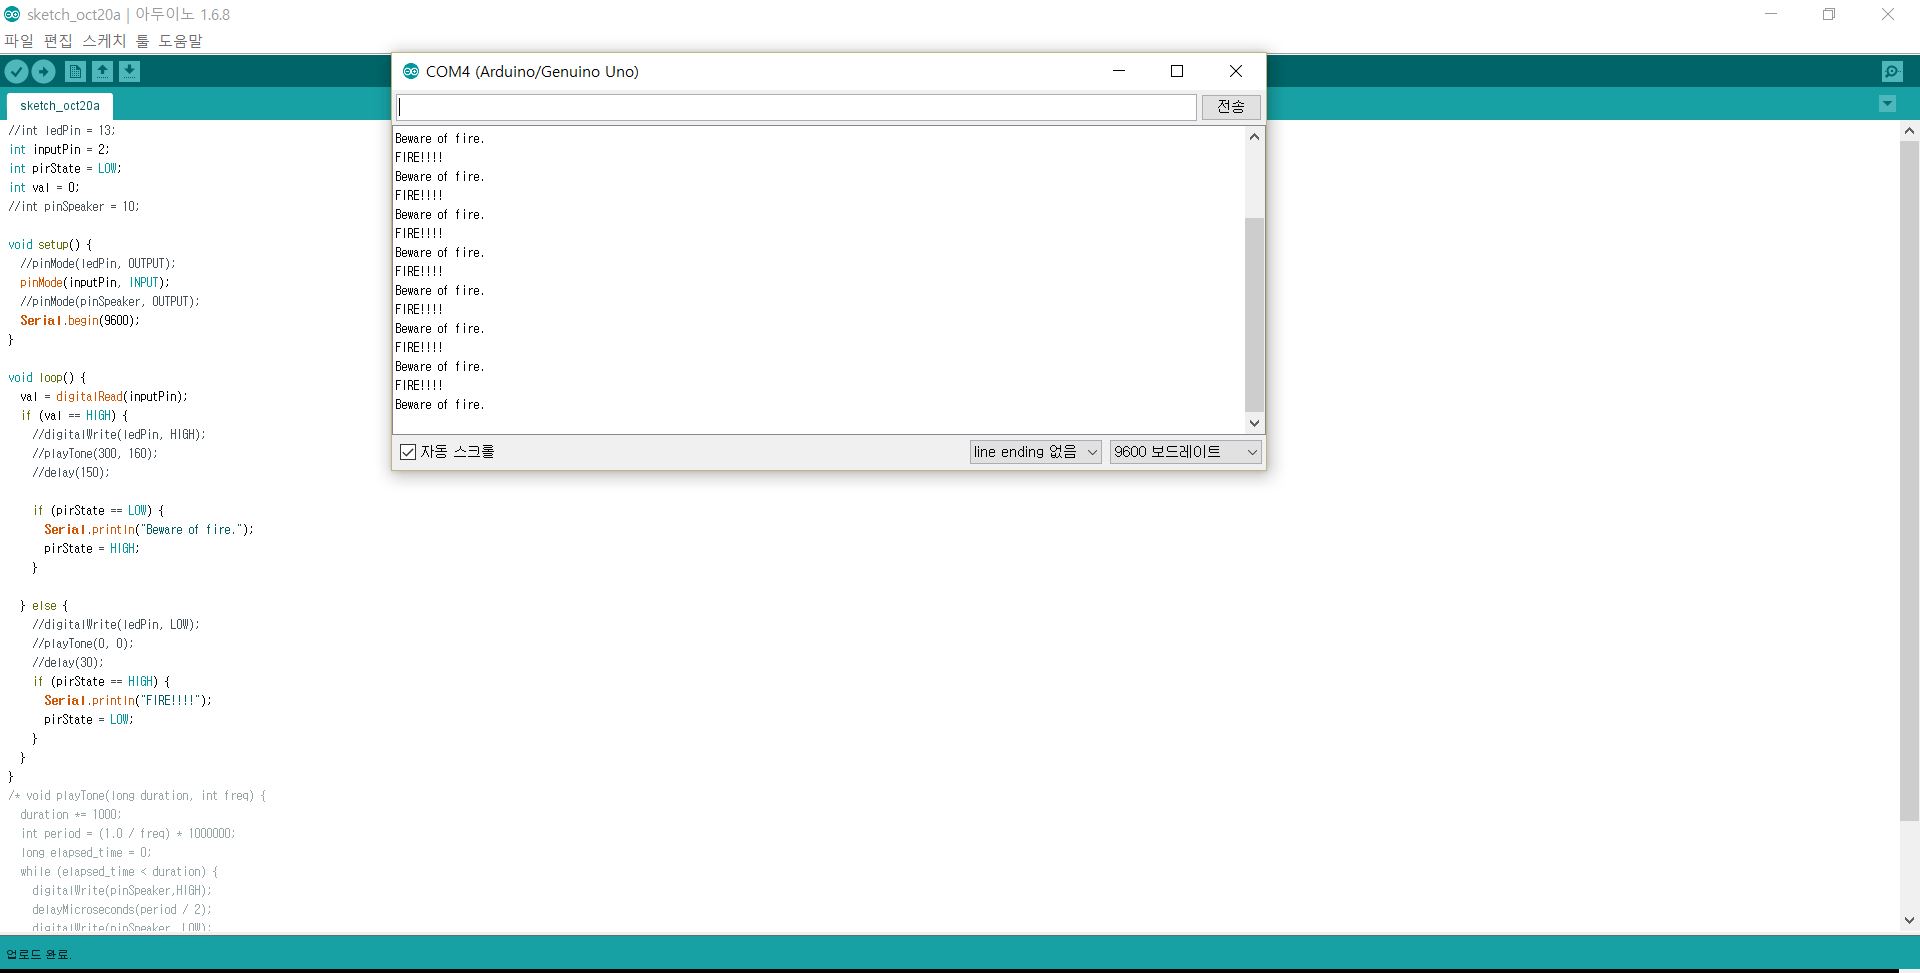 sketch_oct20a | 아두이노 1.6.8
파일 편집 스케치 툴 도움말
sketch_oct20a
//int ledPin = 13;
int inputPin = 2;
int pirState = LOW;
int val = 0;
//int pinSpeaker = 10;
void setup() {
//pinMode(ledPin, OUTPUT);
pinMode(inputPin, INPUT);
//pinMode(pinSpeaker, OUTPUT);
Serial.begin(9600);
}
void loop() {
val = digitalRead(inputPin);
if (val == HIGH) {
//digitalWrite(ledPin, HIGH);
//playTone(300, 160);
//delay(150);
if (pirState == LOW) {
Serial.println("Beware of fire.");
pirState = HIGH;
}
} else {
//digitalWrite(ledPin, LOW);
//playTone(0, 0);
//delay(30);
if (pirState == HIGH) {
Serial.println("FIRE!!!!");
pirState = LOW;
}
}
}
/* void playTone(long duration, int freq) {
duration *= 1000;
int period = (1.0 / freq) * 1000000;
long elapsed_time = 0;
while (elapsed_time < duration) {
digitalWrite(pinSpeaker,HIGH);
delayMicroseconds(period / 2);
digitalWrite(pinSpeaker, LOW);
업로드 완료.
COM4 (Arduino/Genuino Uno)
전송
Beware of fire.
FIRE!!!!
Beware of fire.
FIRE!!!!
Beware of fire.
FIRE!!!!
Beware of fire.
FIRE!!!!
Beware of fire.
FIRE!!!!
Beware of fire.
FIRE!!!!
Beware of fire.
FIRE!!!!
Beware of fire.
자동 스크롤
line ending 없음
9600 보드레이트